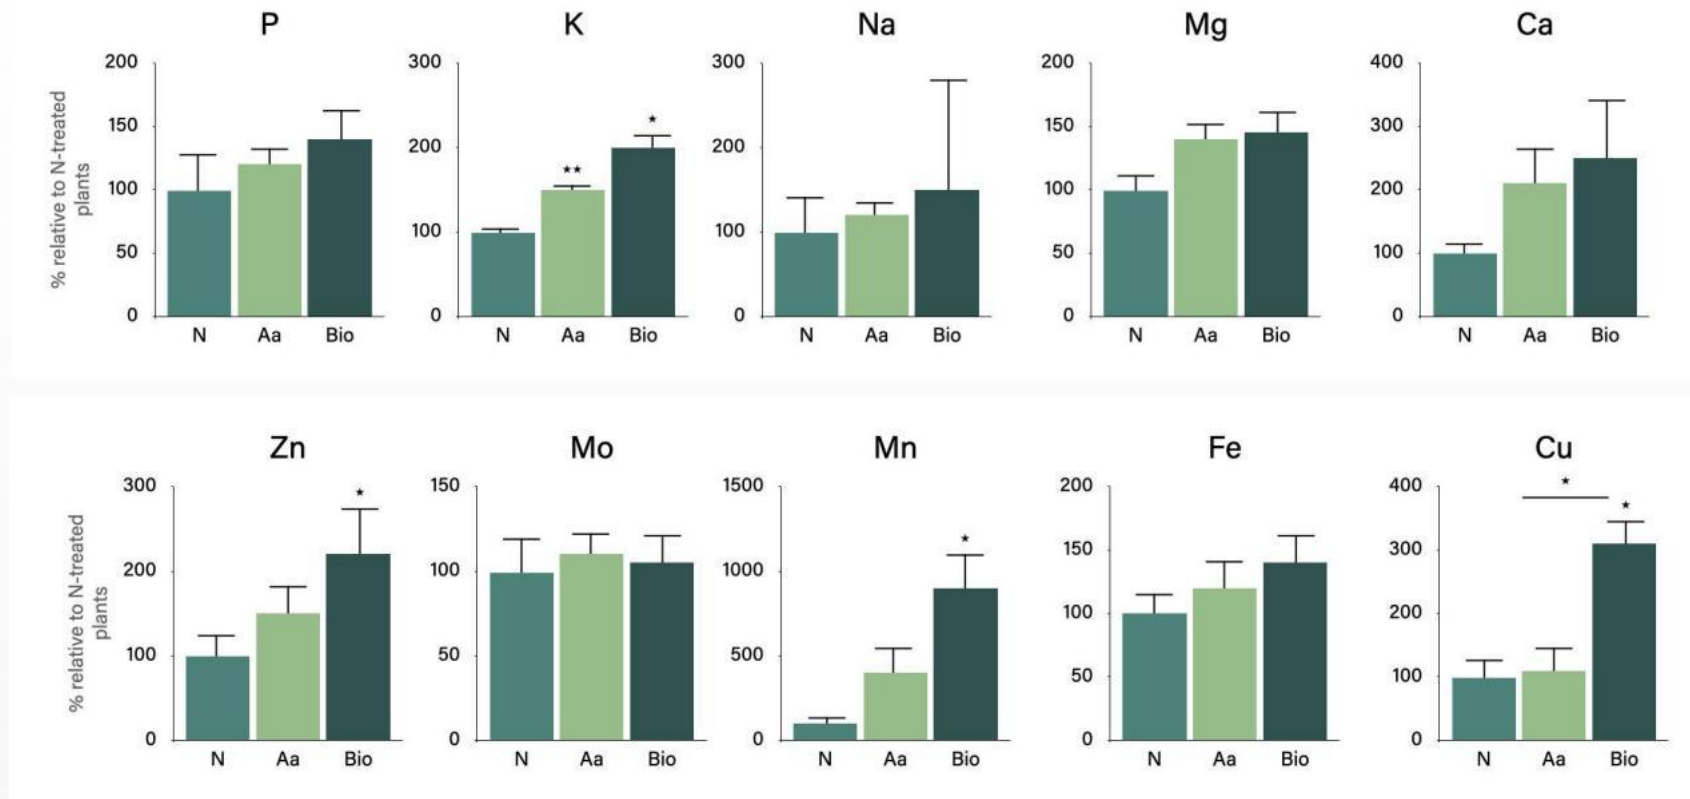 P K Na Mg Ca
% relative to N-treated
plants
200 300 300 200 400
150 200 200 150 300
100 100 100 100 200
50 50 100
0 0 0 0 0
★★ ★
N Aa Bio N Aa Bio N Aa Bio N Aa Bio N Aa Bio
Zn Mo Mn Fe Cu
% relative to N-treated
plants
300 150 1500 200 400
200 100 1000 150 300
100 50 500 100 200
50 100
0 0 0 0 0
★ ★ ★ ★
N Aa Bio N Aa Bio N Aa Bio N Aa Bio N Aa Bio